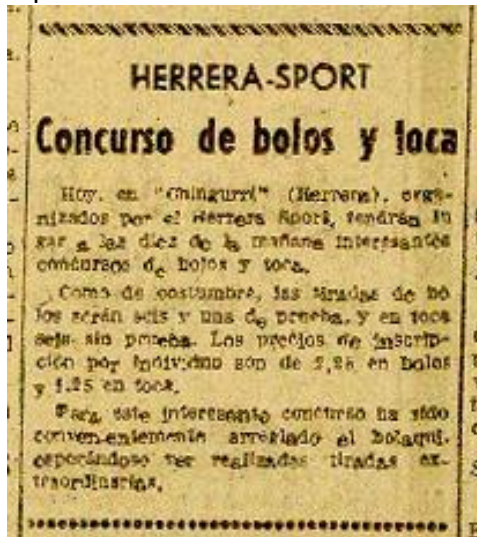 HERRERA-SPORT
Concurso de bolos y toca
Hoy, en "Chingurri" (Herrera), orga-
nizados por el Herrera Sport, tendrán lu
gar a las diez de la mañana interesantes
concursos de bolos y toca.
Como de costumbre, las tiradas de bo
los serán seis y una de prueba, y en toca
seis sin prueba. Los precios de inscrip-
ción por individuo son de 2,25 en bolos
y 1,25 en toca.
Para este interesante concurso ha sido
convenientemente arreglado el bolaqui,
esperándose ver realizadas tiradas ex-
traordinarias.